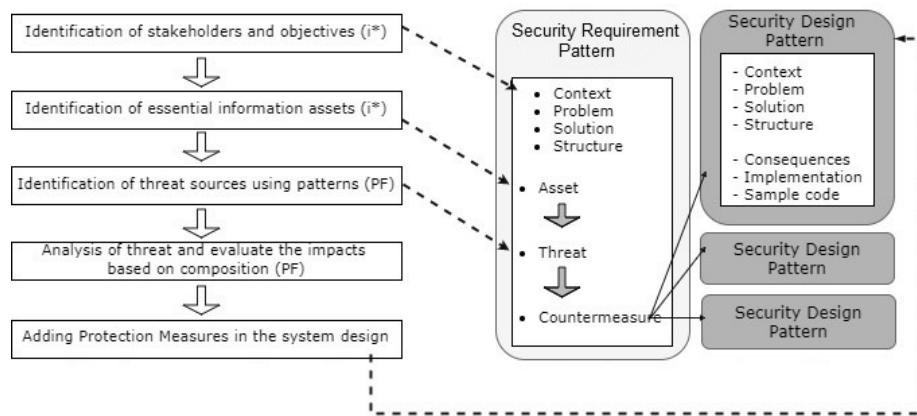 Identification of stakeholders and objectives (i*)
Identification of essential information assets (i*)
Identification of threat sources using patterns (PF)
Analysis of threat and evaluate the impacts
based on composition (PF)
Adding Protection Measures in the system design
Security Requirement
Pattern
• Context
• Problem
• Solution
• Structure
• Asset
• Threat
• Countermeasure
Security Design
Pattern
- Context
- Problem
- Solution
- Structure
- Consequences
- Implementation
- Sample code
Security Design
Pattern
Security Design
Pattern